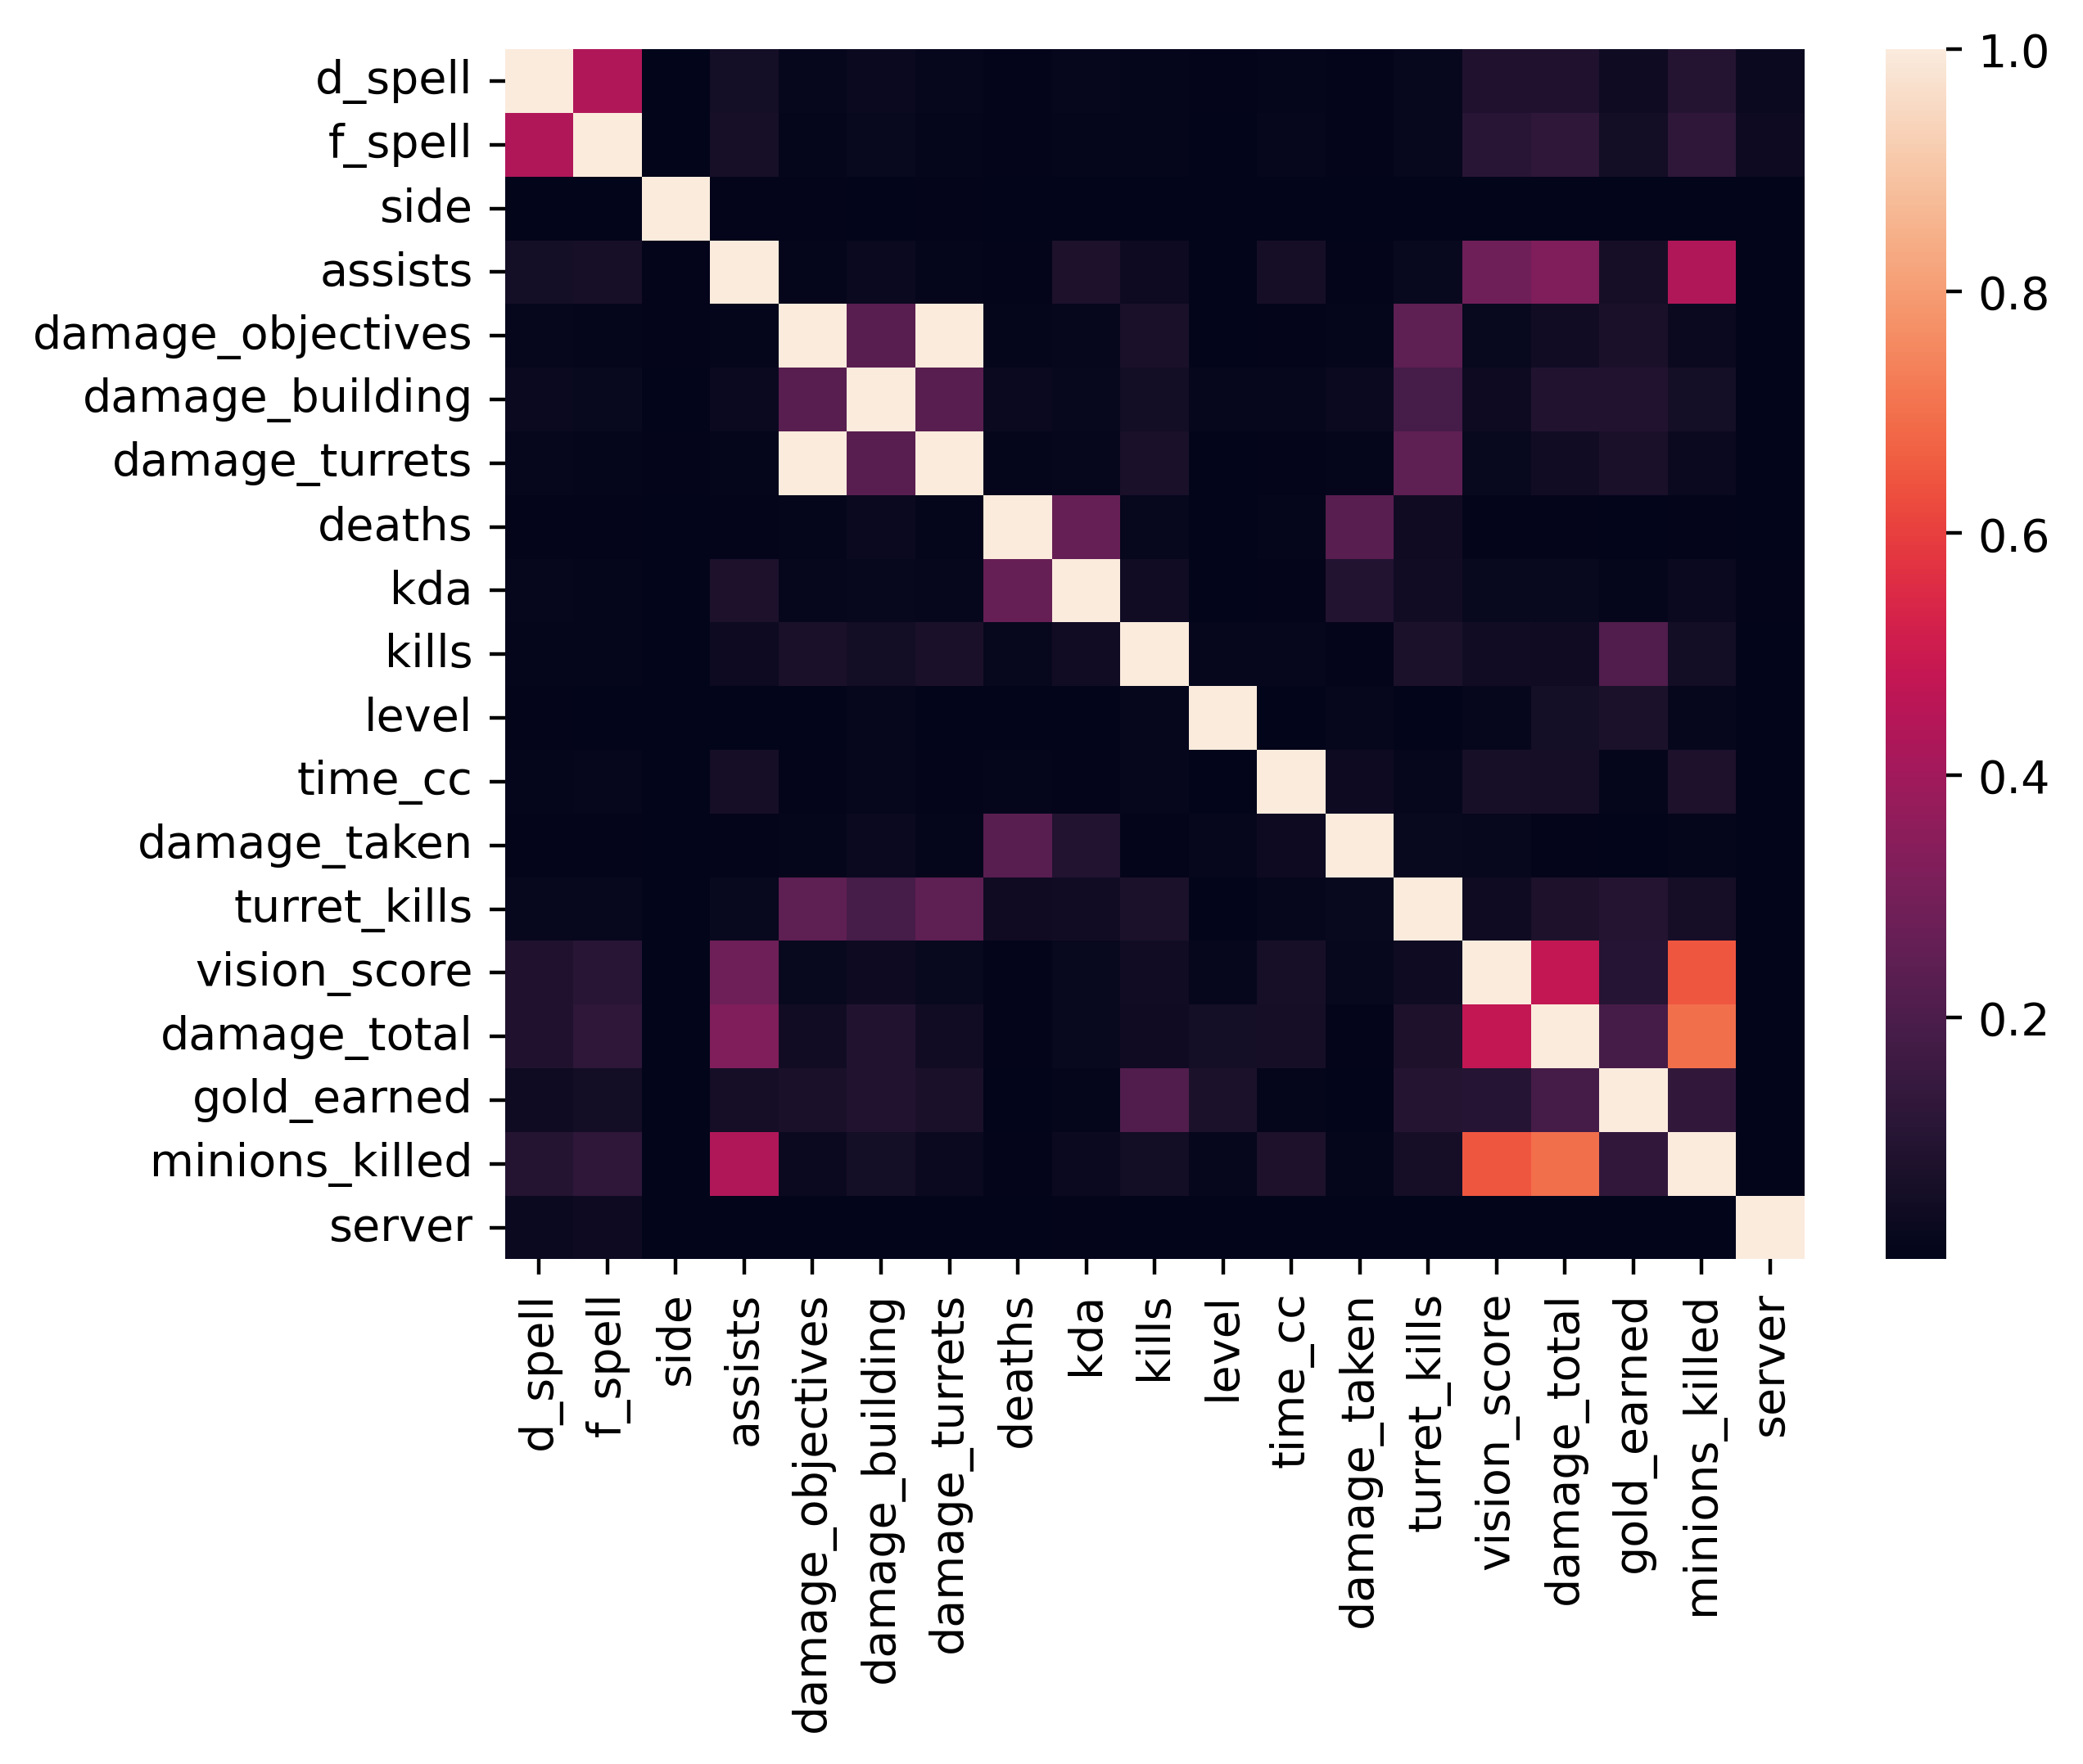 d_spell
f_spell
side
assists
damage_objectives
damage_building
damage_turrets
deaths
kda
kills
level
time_cc
damage_taken
turret_kills
vision_score
damage_total
gold_earned
minions_killed
server
d_spell
f_spell
side
assists
damage_objectives
damage_building
damage_turrets
deaths
kda
kills
level
time_cc
damage_taken
turret_kills
vision_score
damage_total
gold_earned
minions_killed
server
1.0
0.8
0.6
0.4
0.2